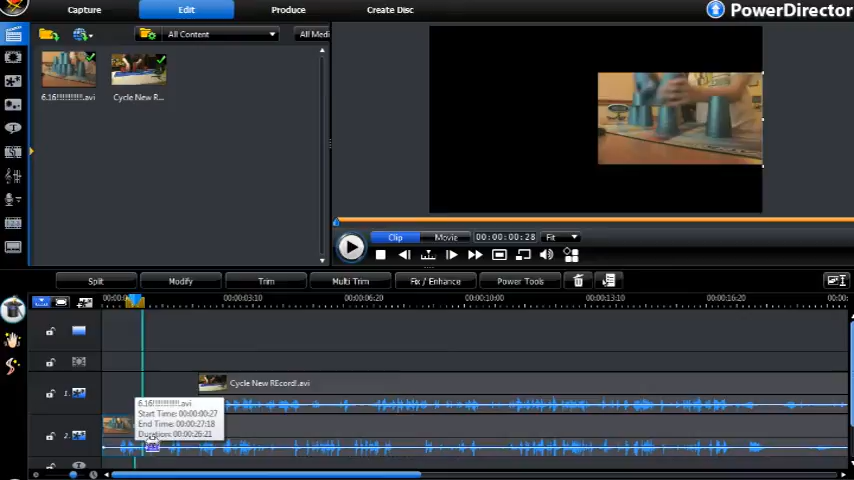 Capture
Edit
Produce
Create Disc
PowerDirector
All Content
All Medi
6.16!!!!!!!!!!!.avi
Cycle New R...
Clip
Movie
00:00:00:28
Fit
Split
Modify
Trim
Multi Trim
Fix / Enhance
Power Tools
00:00:03:10
00:00:06:20
00:00:10:00
00:00:13:10
00:00:16:20
1.
Cycle New REcord!.avi
6.16!!!!!!!!!!!.avi
Start Time: 00:00:00:27
End Time: 00:00:27:18
Duration: 00:00:26:21
2.